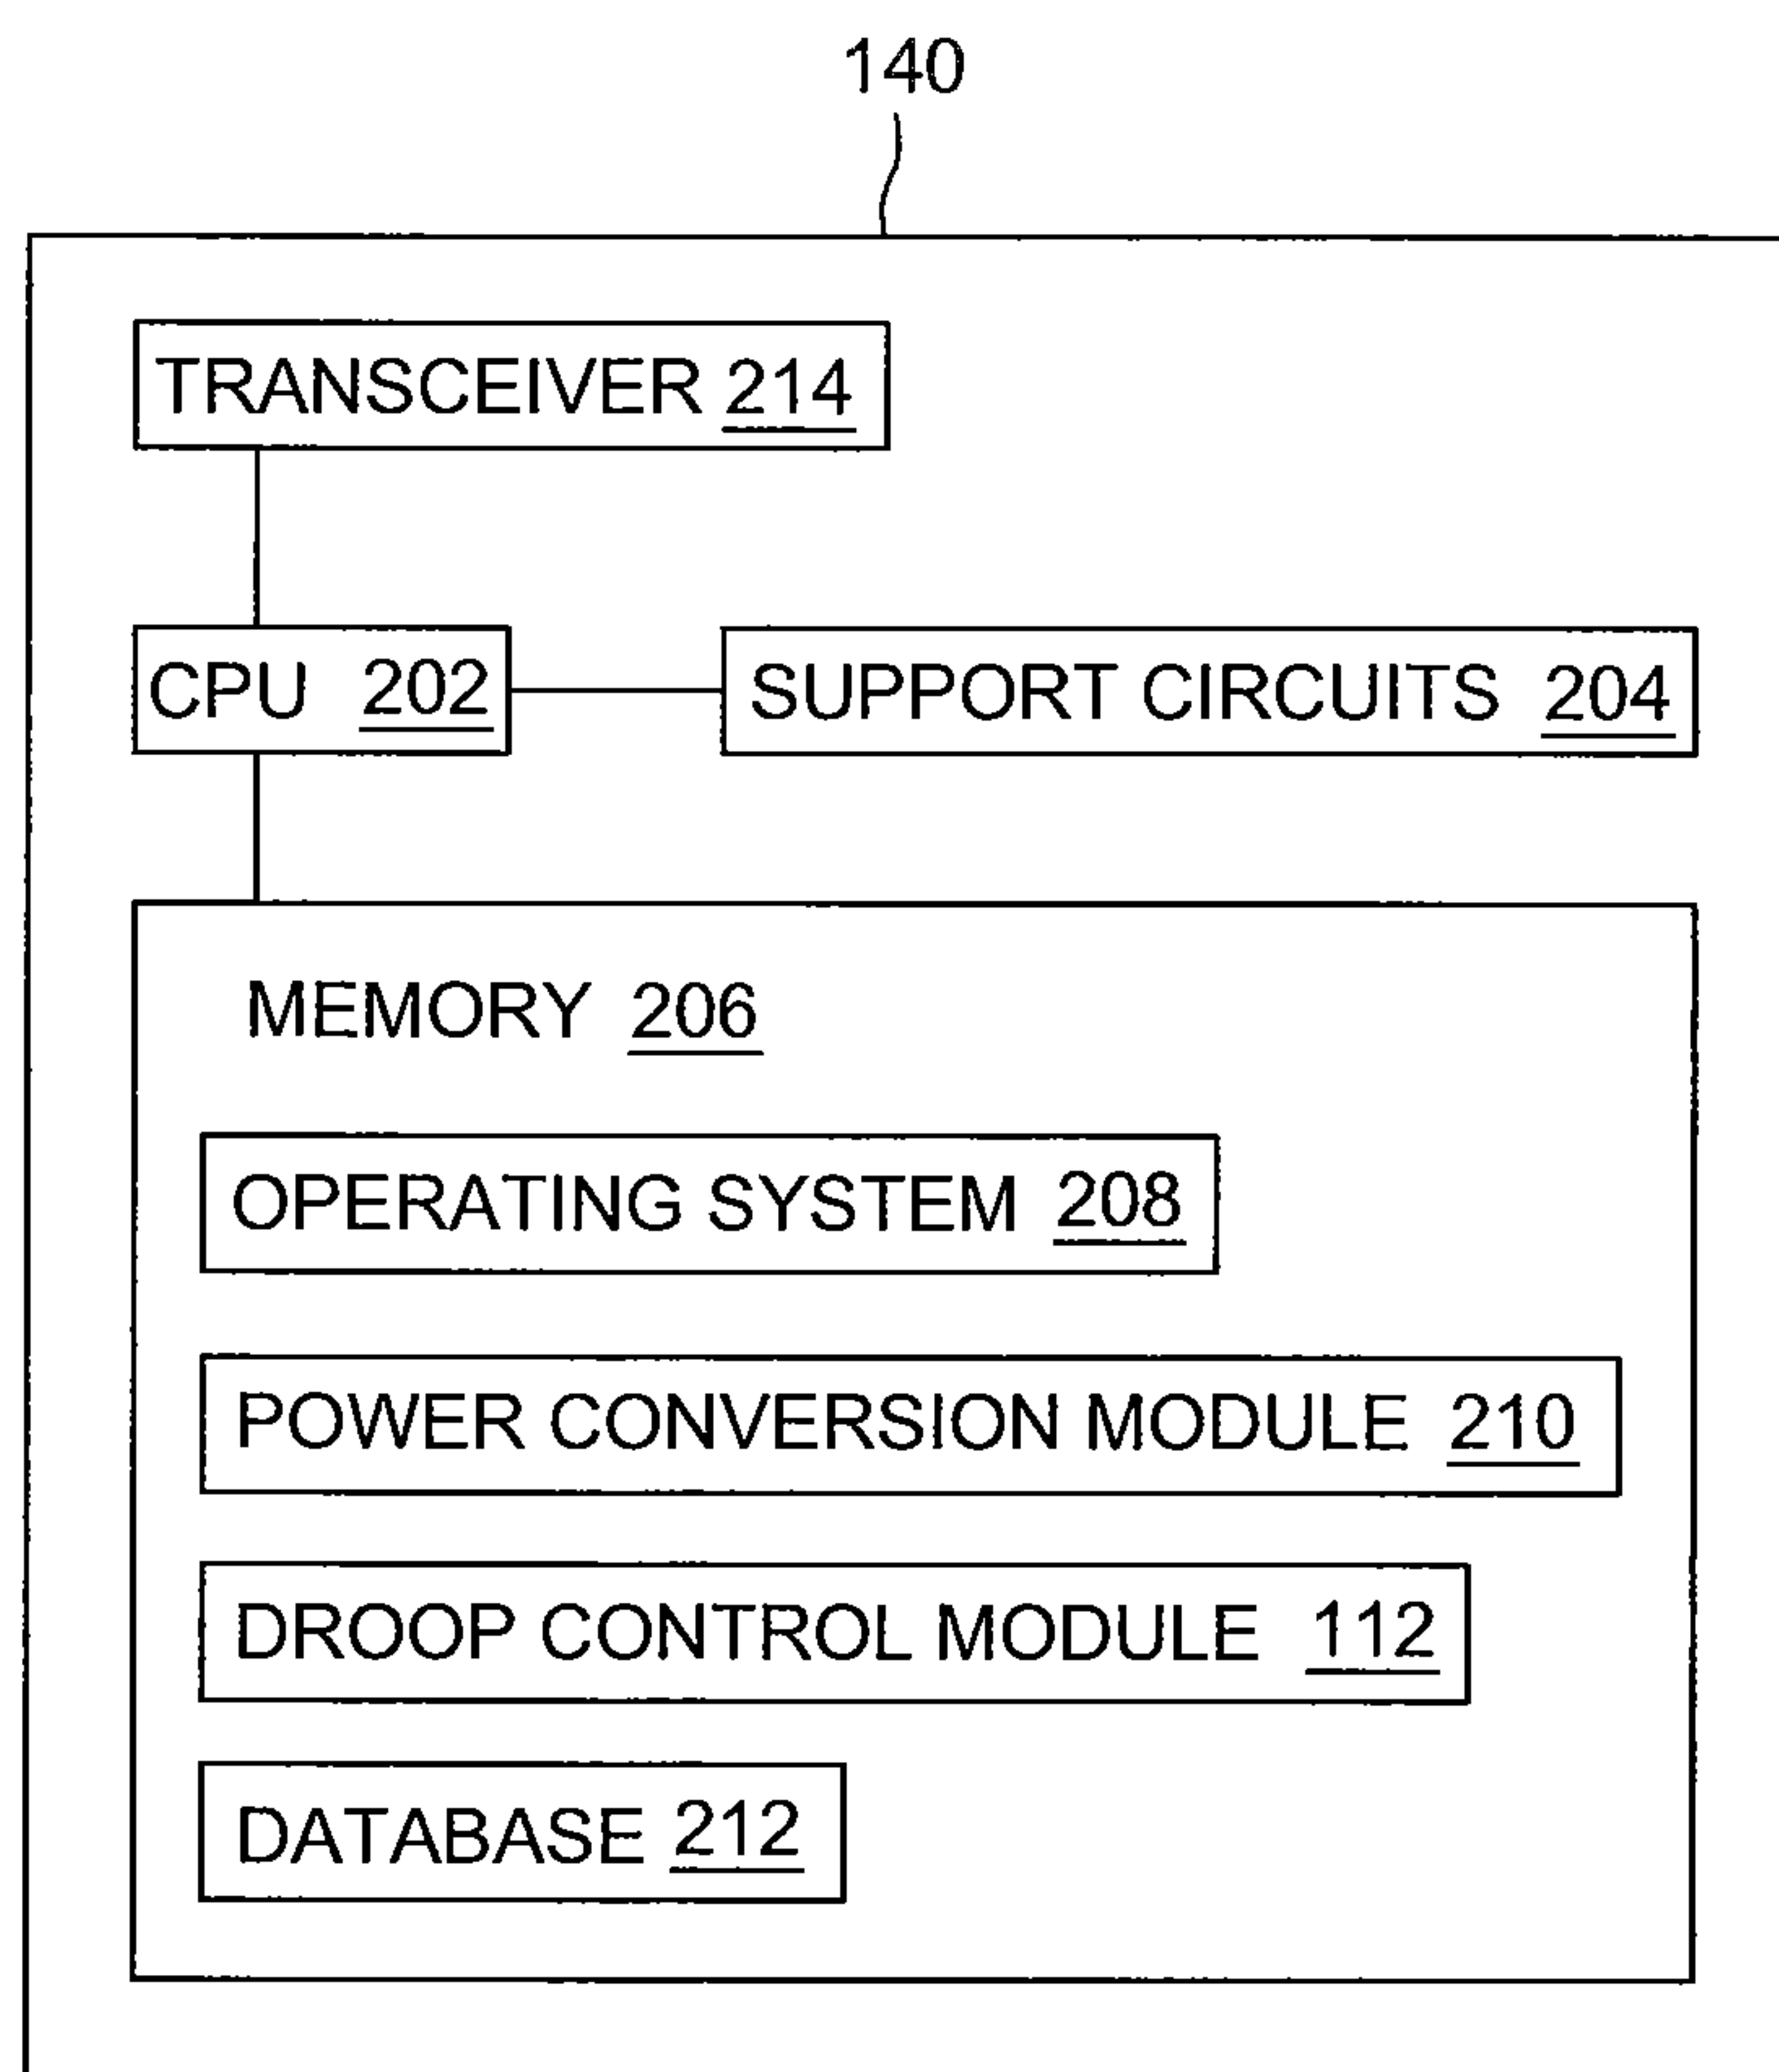 140
TRANSCEIVER 214
CPU 202
SUPPORT CIRCUITS 204
MEMORY 206
OPERATING SYSTEM 208
POWER CONVERSION MODULE 210
DROOP CONTROL MODULE 112
DATABASE 212